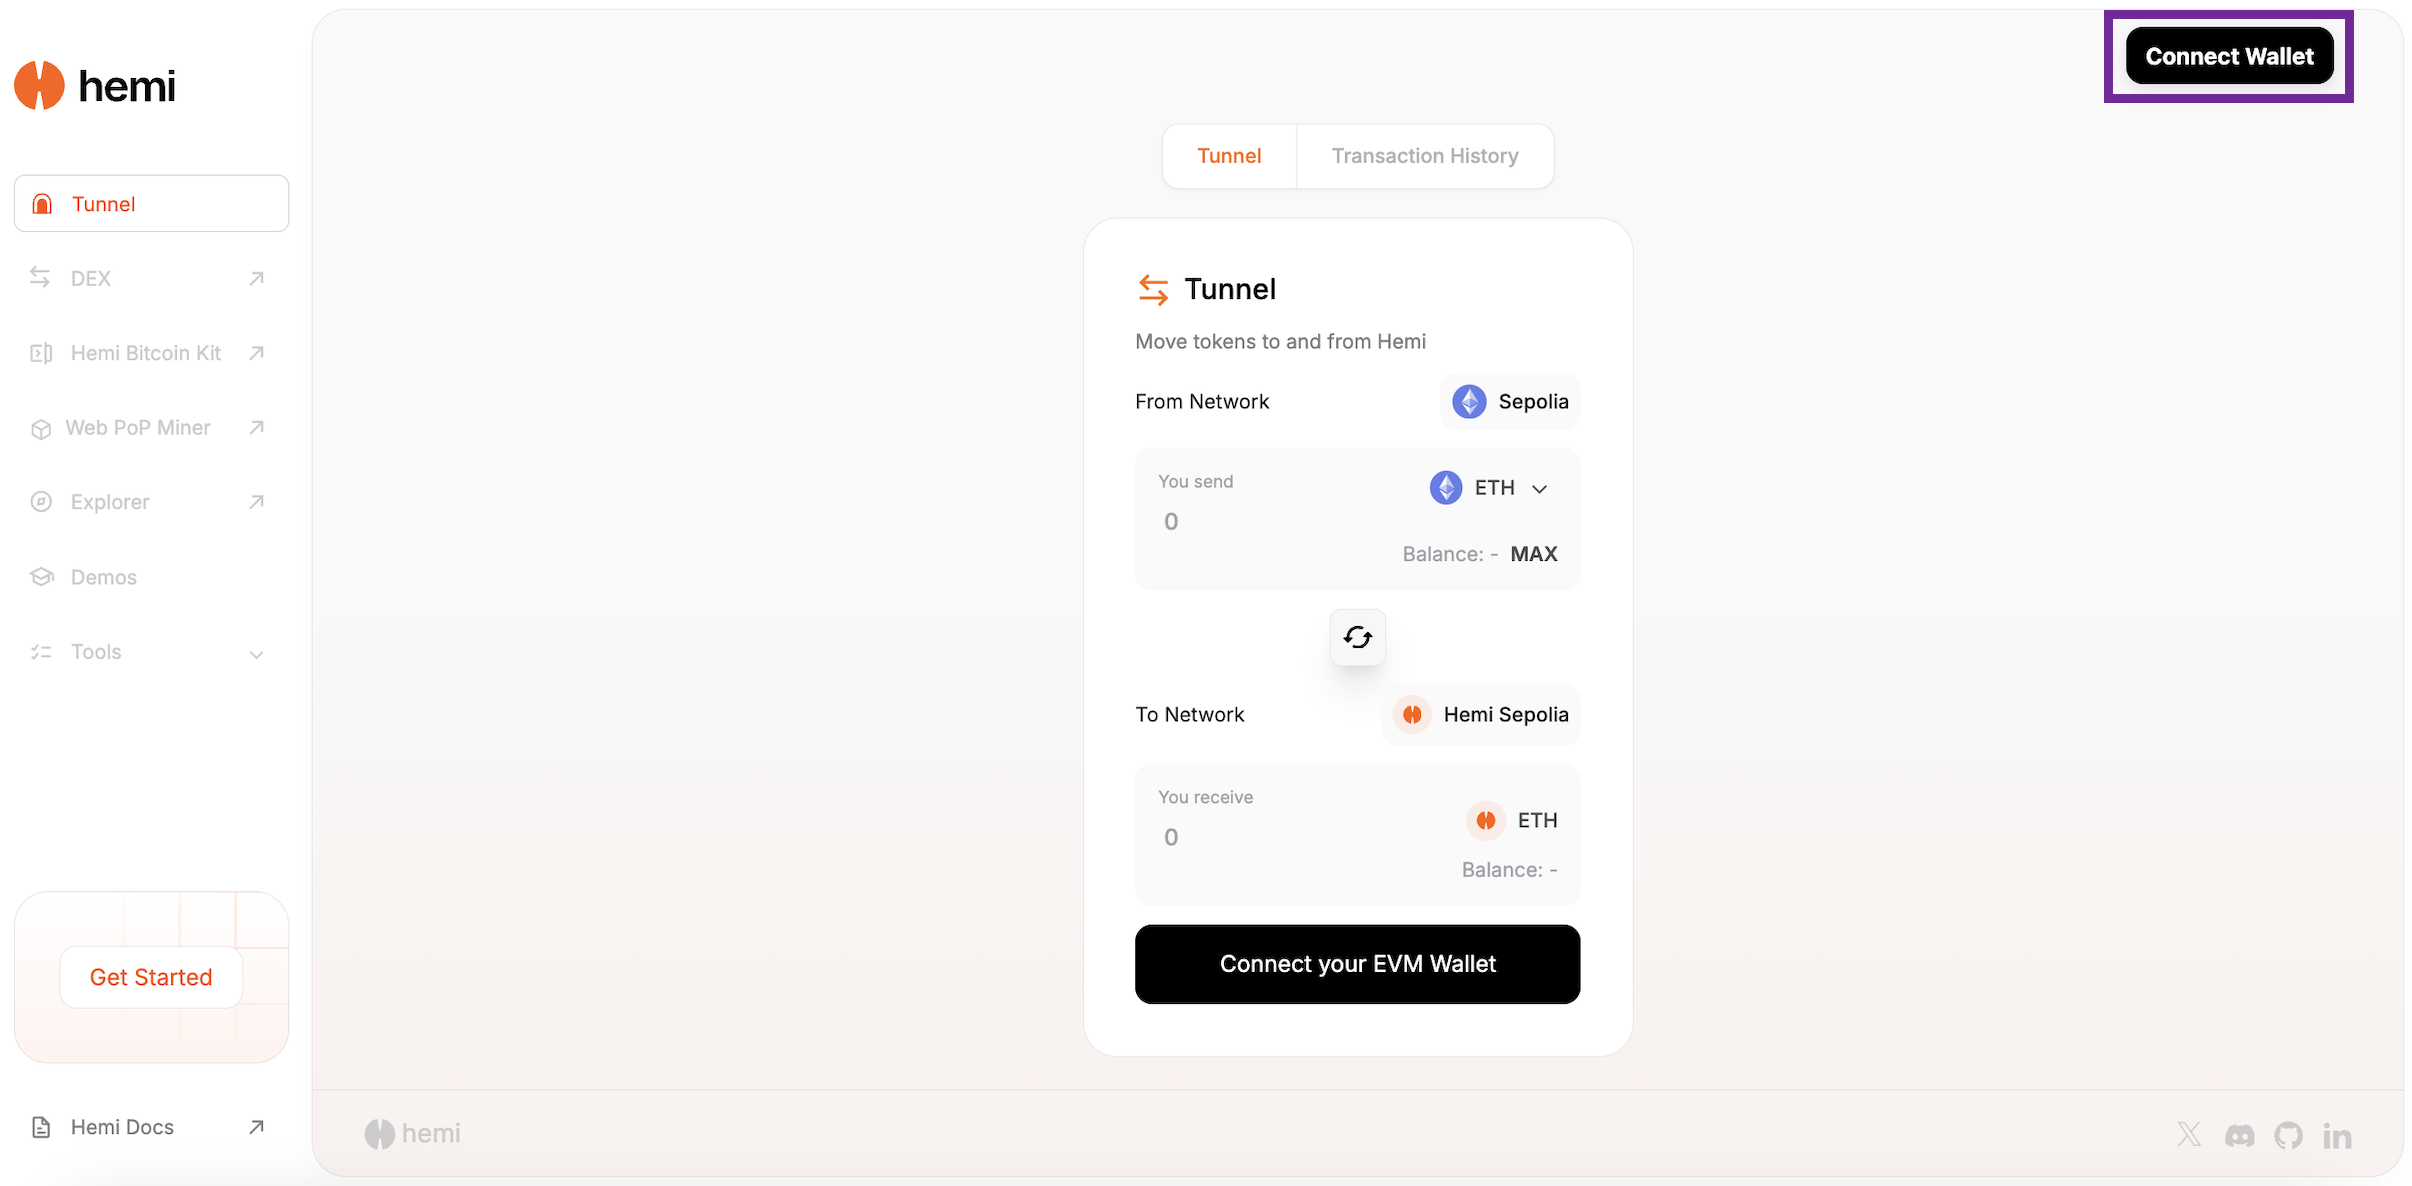 hemi
Tunnel
DEX
Hemi Bitcoin Kit
Web PoP Miner
Explorer
Demos
Tools
Get Started
Hemi Docs
Connect Wallet
Tunnel
Transaction History
Tunnel
Move tokens to and from Hemi
From Network
Sepolia
You send
ETH
0
Balance: - MAX
To Network
Hemi Sepolia
You receive
0
ETH
Balance: -
Connect your EVM Wallet
hemi